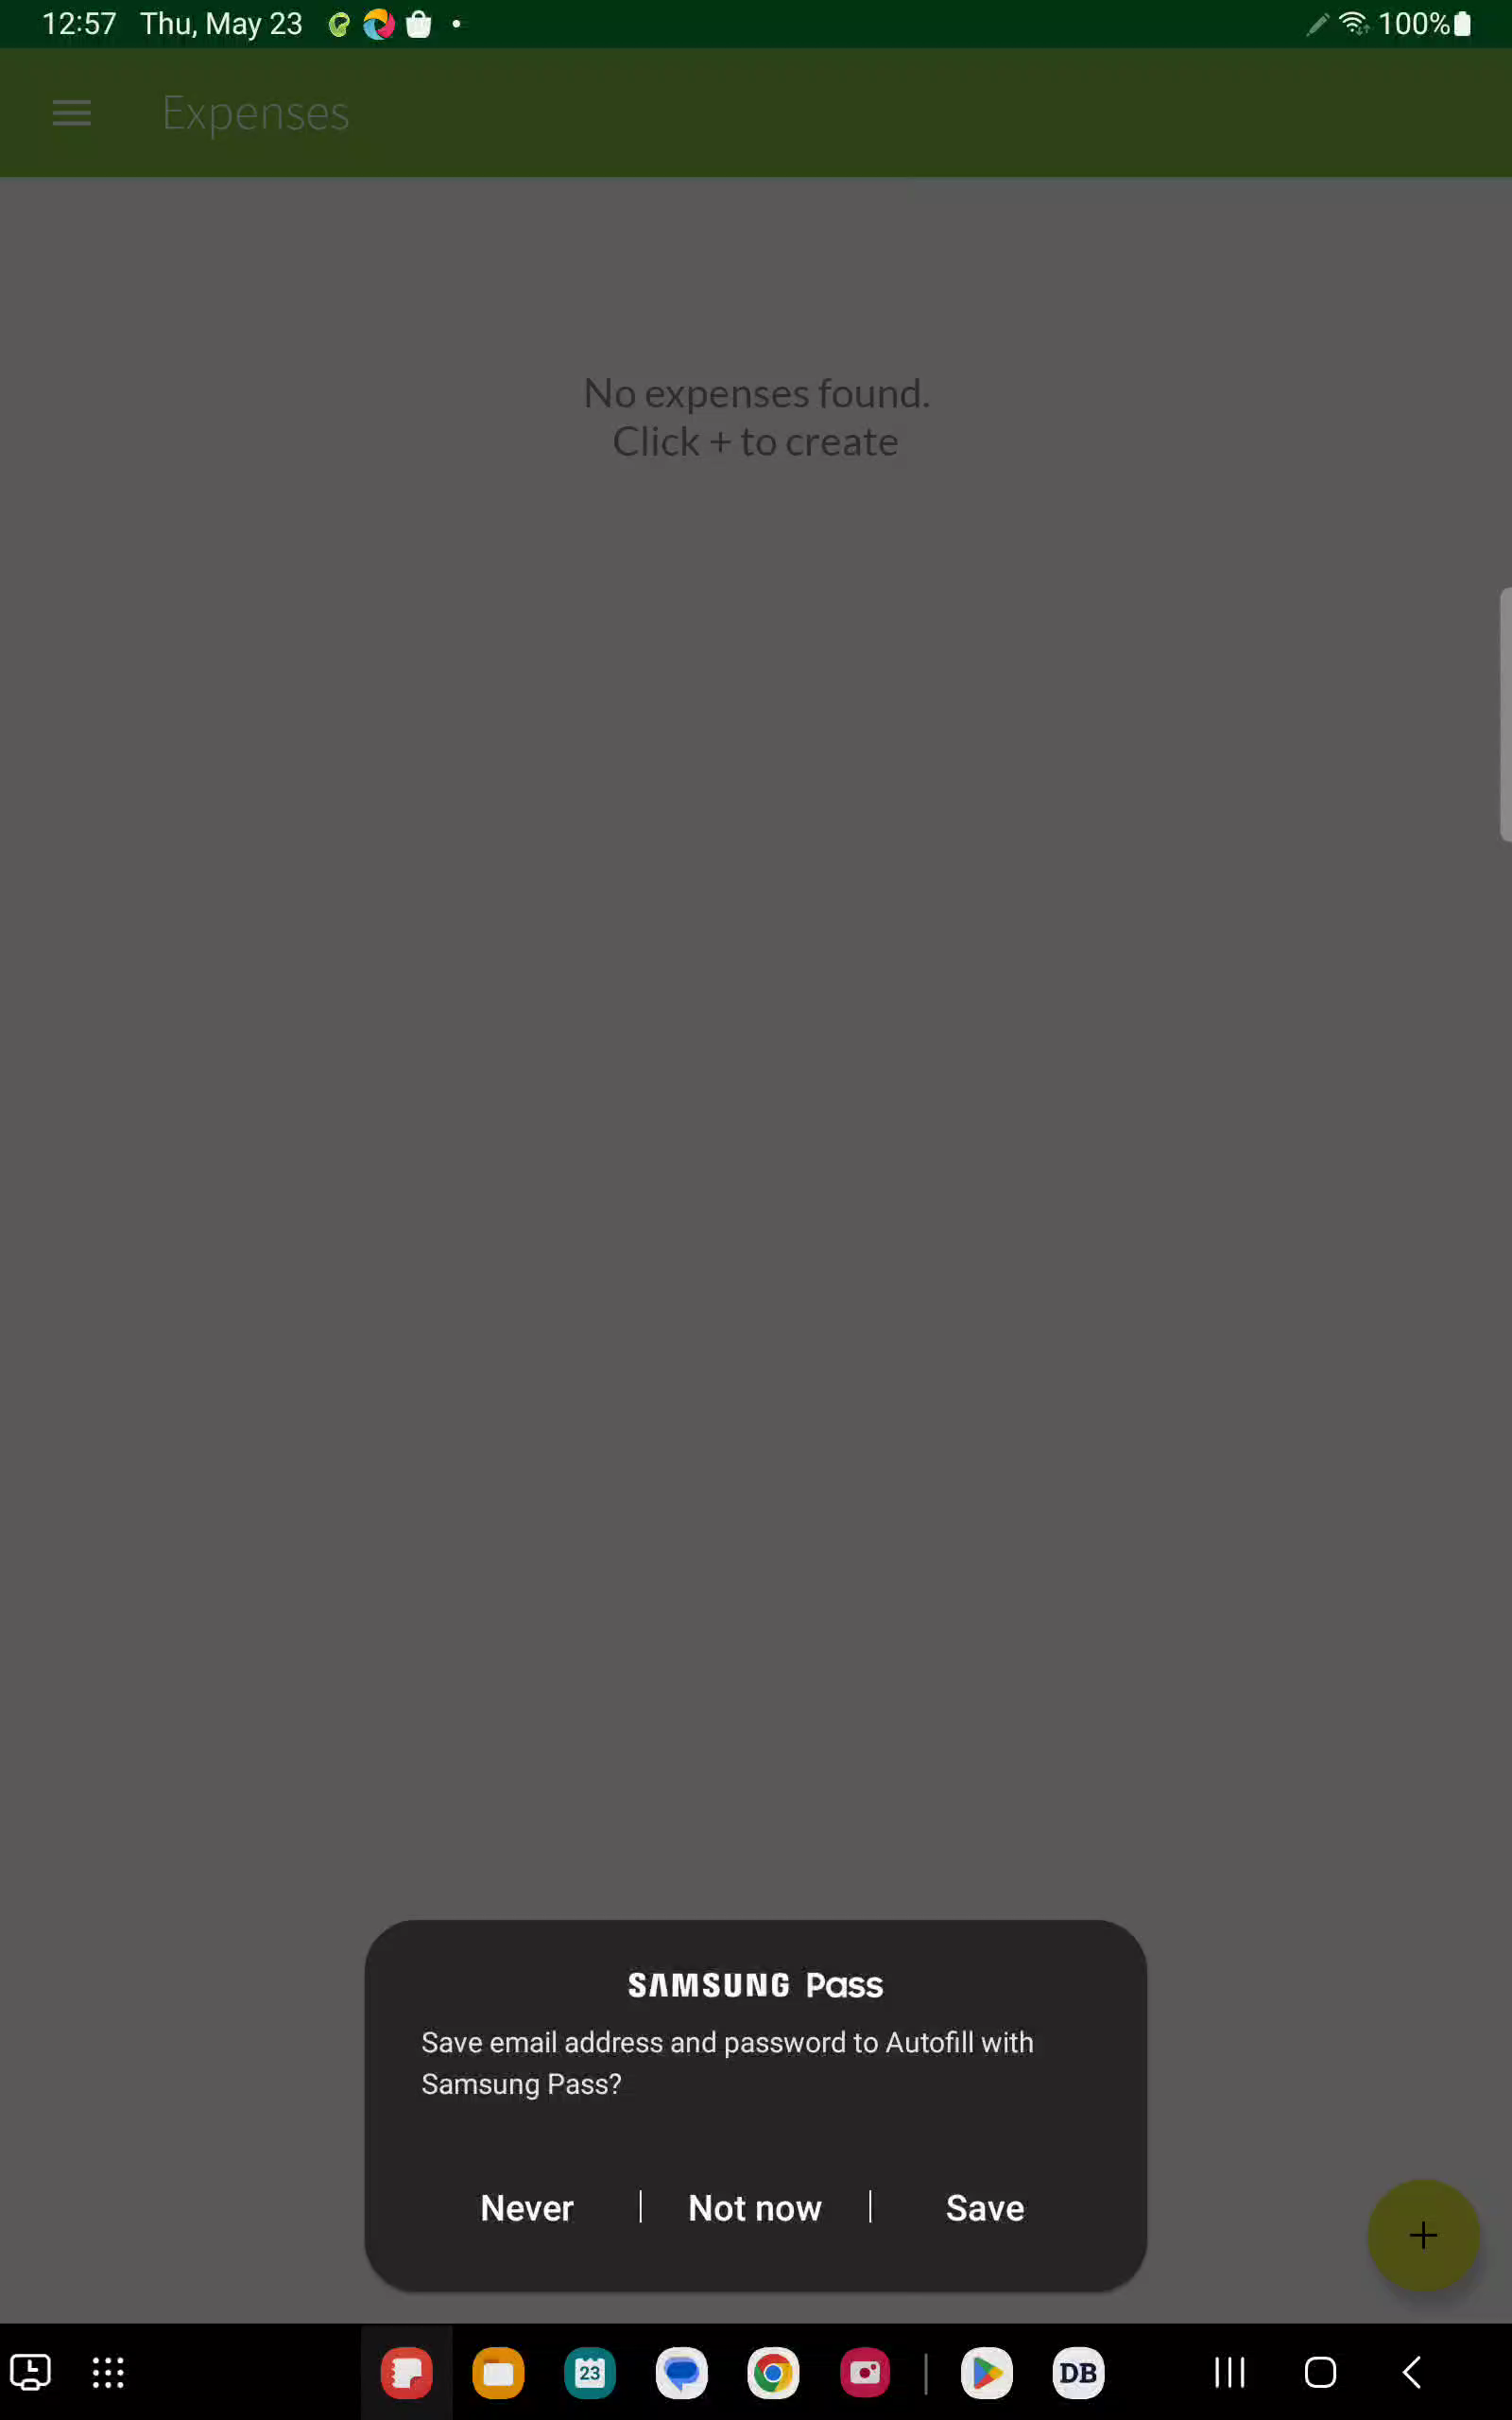 12:57 Thu, May 23 100%
Expenses
No expenses found.
Click + to create
SAMSUNG Pass
Save email address and password to Autofill with
Samsung Pass?
Never | Not now | Save
23 DB